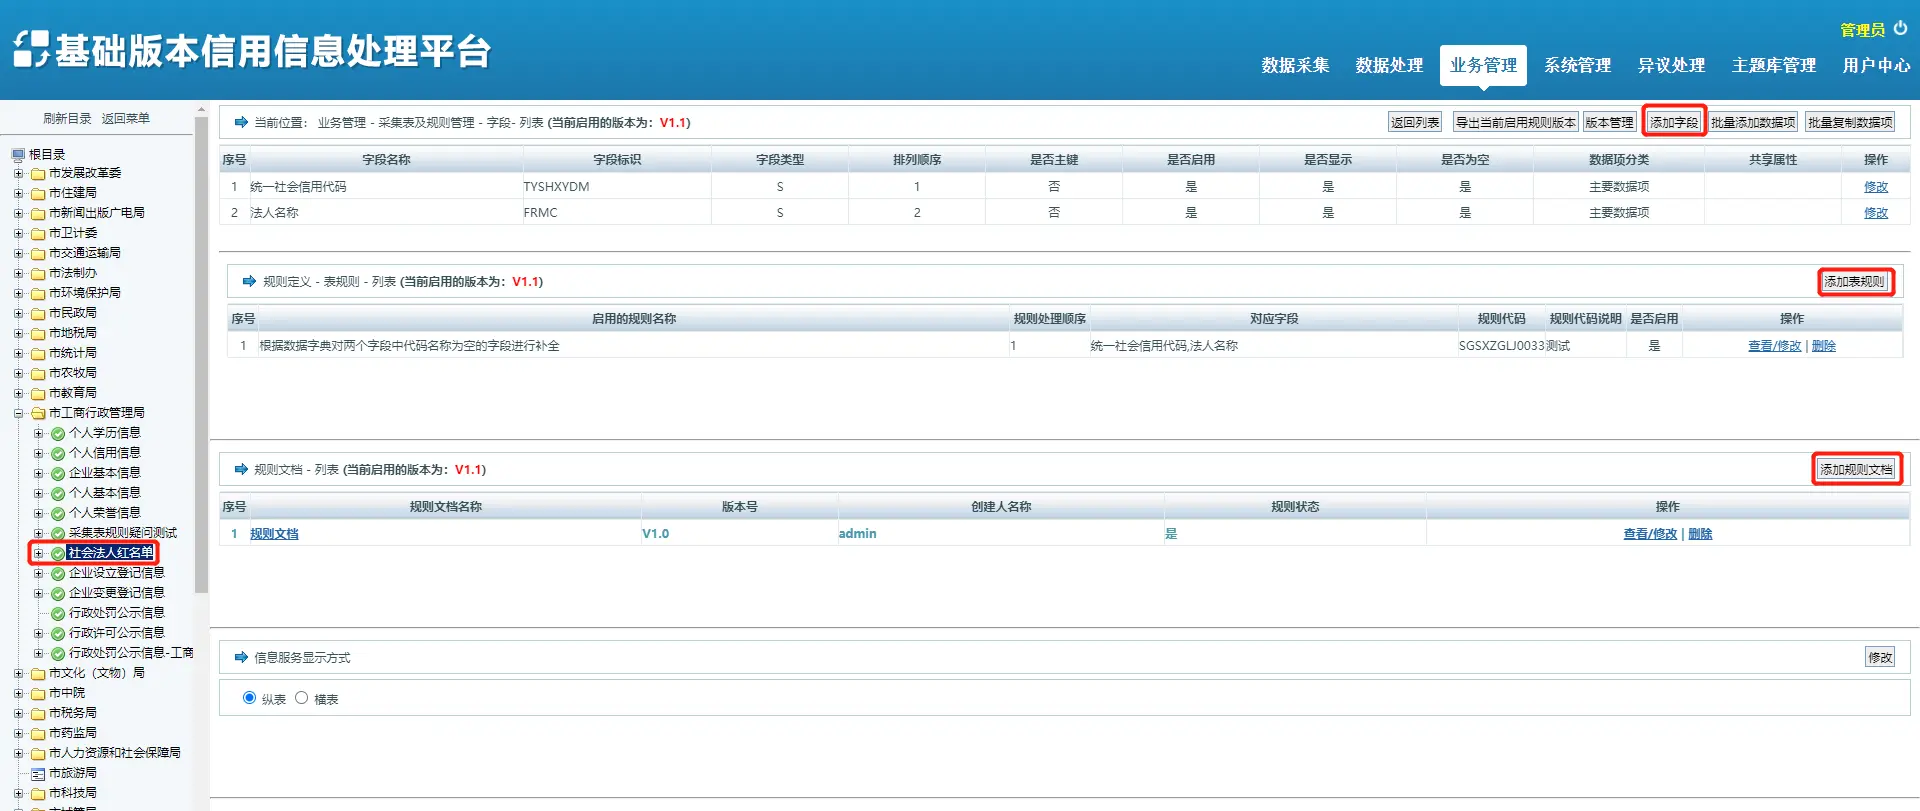 基础版本信用信息处理平台
管理员
数据采集 数据处理 业务管理 系统管理 异议处理 主题库管理 用户中心
刷新目录 返回菜单
根目录
市发展改革委
市住建局
市新闻出版广电局
市卫计委
市交通运输局
市法制办
市环境保护局
市民政局
市地税局
市统计局
市农牧局
市教育局
市工商行政管理局
个人学历信息
个人信用信息
企业基本信息
个人基本信息
个人荣誉信息
采集表规则疑问测试
社会法人红名单
企业设立登记信息
企业变更登记信息
行政处罚公示信息
行政许可公示信息
行政处罚公示信息-工商
市文化（文物）局
市中院
市税务局
市药监局
市人力资源和社会保障局
市旅游局
市科技局
当前位置： 业务管理 - 采集表及规则管理 - 字段- 列表 (当前启用的版本为：V1.1)
返回列表 导出当前启用规则版本 版本管理 添加字段 批量添加数据项 批量复制数据项
序号 字段名称 字段标识 字段类型 排列顺序 是否主键 是否启用 是否显示 是否为空 数据项分类 共享属性 操作
1 统一社会信用代码 TYSHXYDM S 1 否 是 是 是 主要数据项 修改
2 法人名称 FRMC S 2 否 是 是 是 主要数据项 修改
规则定义 - 表规则 - 列表 (当前启用的版本为：V1.1)
添加表规则
序号 启用的规则名称 规则处理顺序 对应字段 规则代码 规则代码说明 是否启用 操作
1 根据数据字典对两个字段中代码名称为空的字段进行补全 1 统一社会信用代码,法人名称 SGSXZGLJ0033 测试 是 查看/修改 | 删除
规则文档 - 列表 (当前启用的版本为：V1.1)
添加规则文档
序号 规则文档名称 版本号 创建人名称 规则状态 操作
1 规则文档 V1.0 admin 是 查看/修改 | 删除
信息服务显示方式
修改
纵表 横表